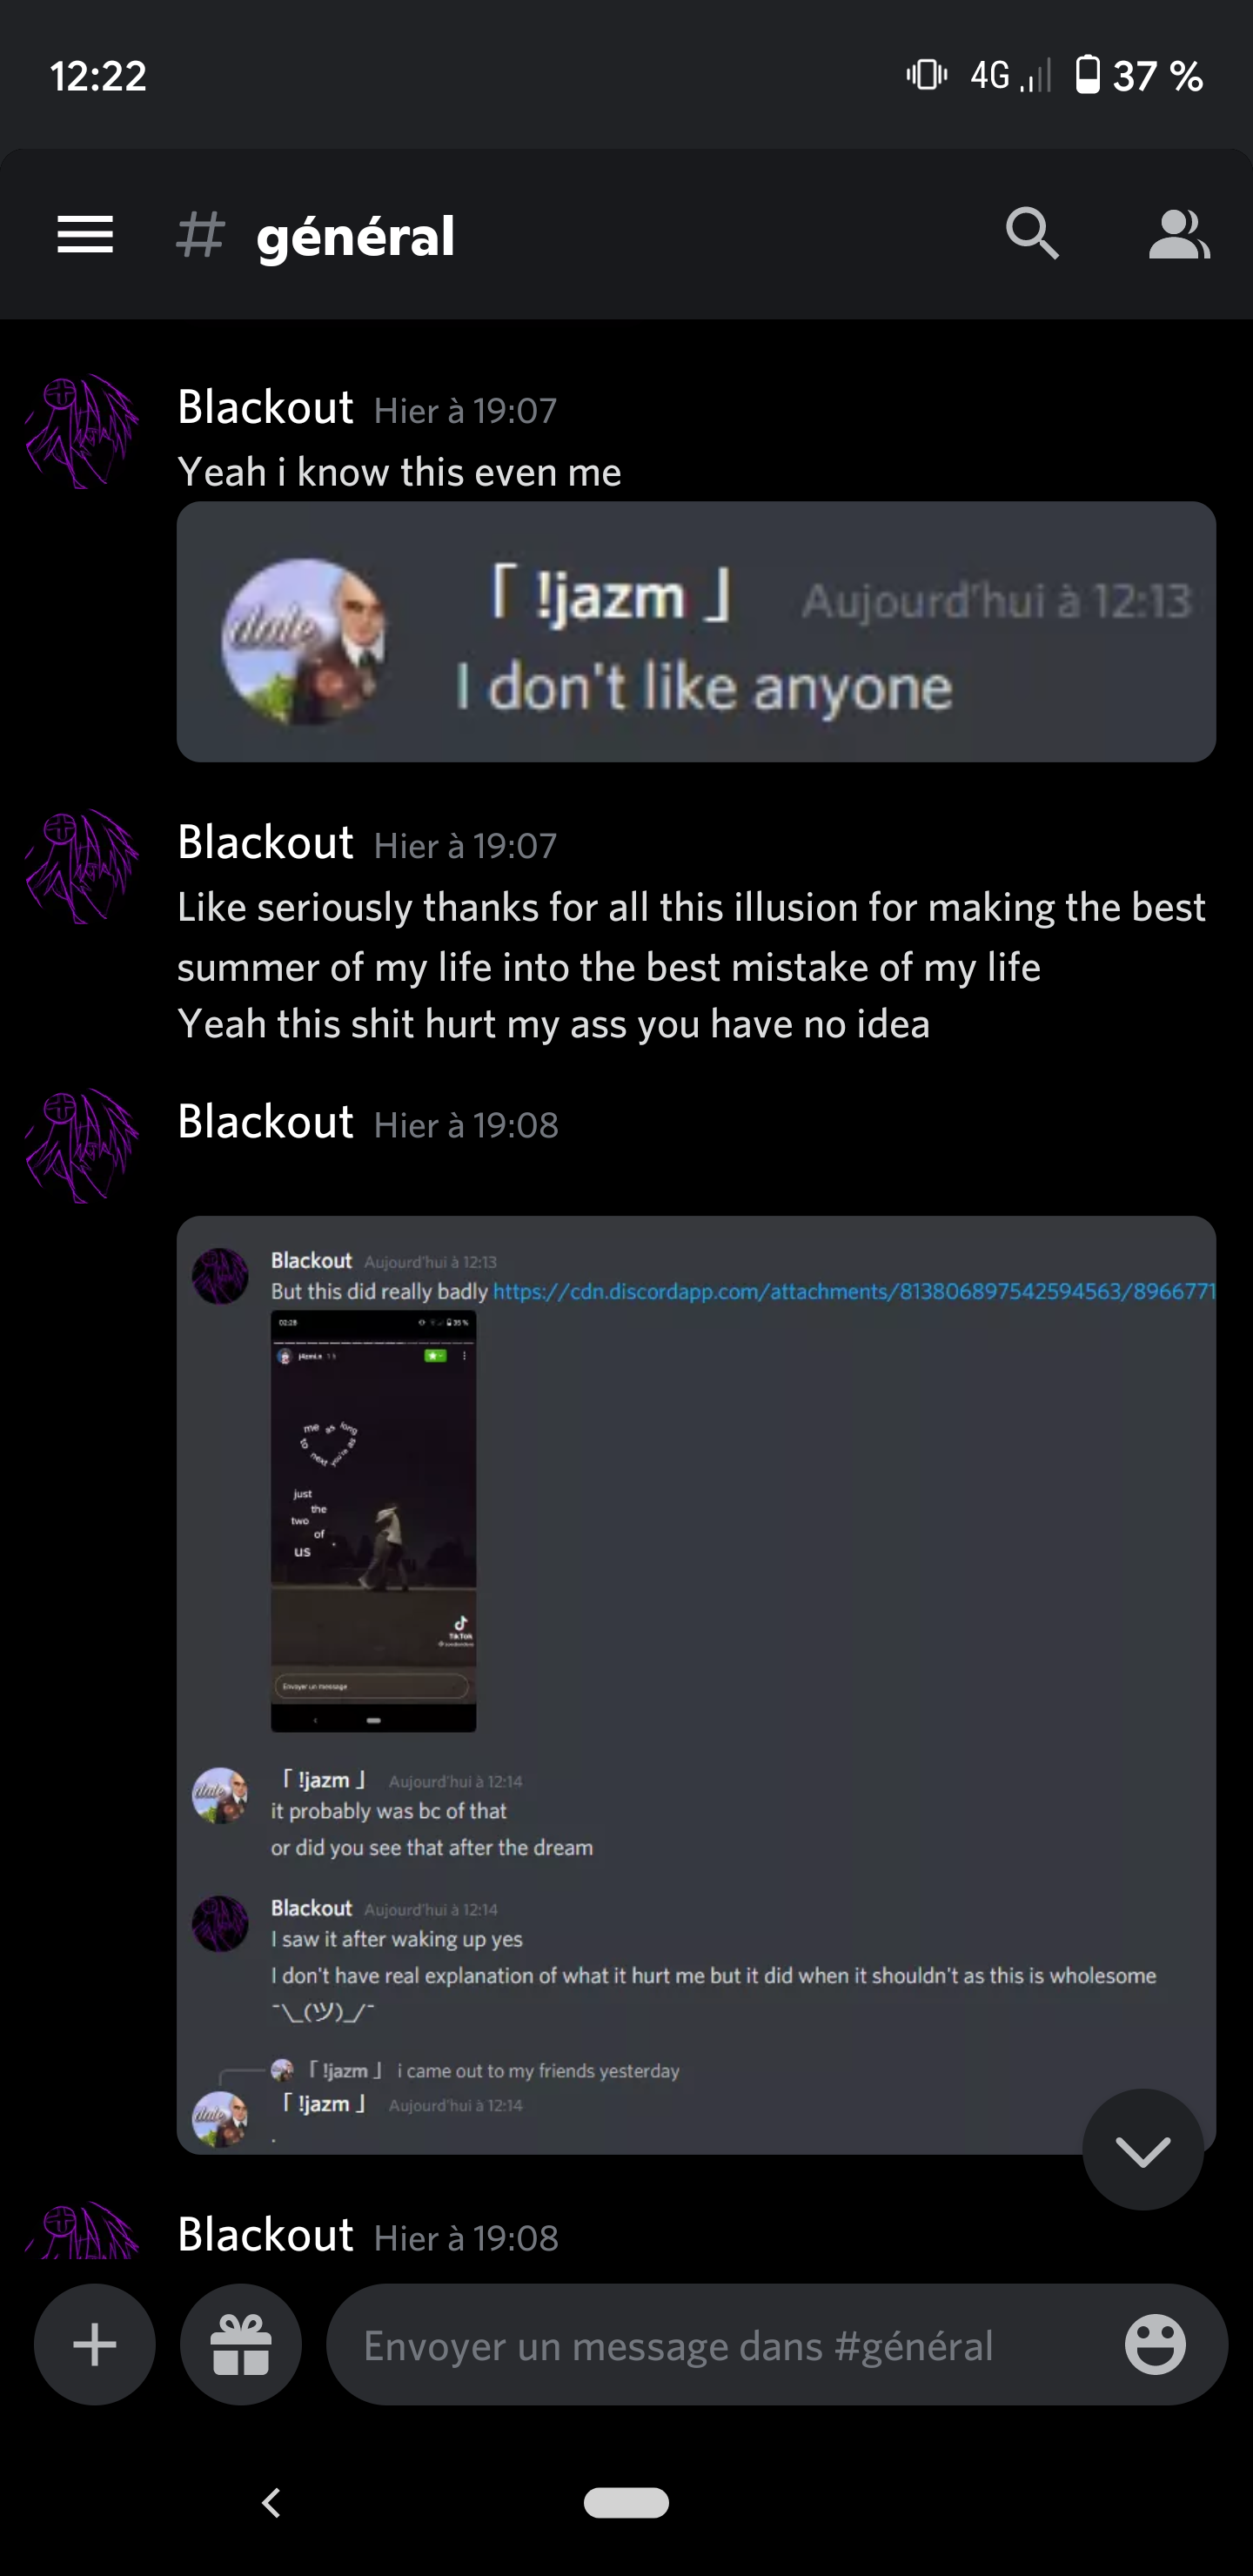 12:22
4G
37 %
# général
Blackout Hier à 19:07
Yeah i know this even me
「 !jazm 」 Aujourd'hui à 12:13
I don't like anyone
Blackout Hier à 19:07
Like seriously thanks for all this illusion for making the best
summer of my life into the best mistake of my life
Yeah this shit hurt my ass you have no idea
Blackout Hier à 19:08
Blackout Aujourd'hui à 12:13
But this did really badly https://cdn.discordapp.com/attachments/813806897542594563/8966771
02:28
35 %
me as long
as you're next to
just
the
two
of
us
TikTok
Envoyer un message
「 !jazm 」 Aujourd'hui à 12:14
it probably was bc of that
or did you see that after the dream
Blackout Aujourd'hui à 12:14
I saw it after waking up yes
I don't have real explanation of what it hurt me but it did when it shouldn't as this is wholesome
¯\_(ツ)_/¯
「 !jazm 」 i came out to my friends yesterday
「 !jazm 」 Aujourd'hui à 12:14
.
Blackout Hier à 19:08
Envoyer un message dans #général